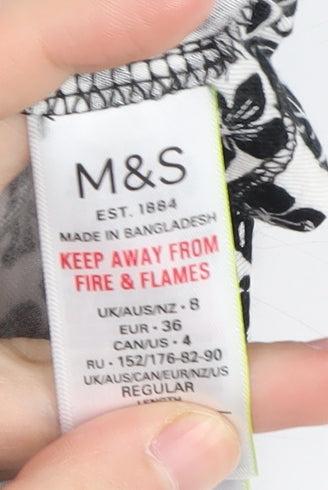 M&S
EST. 1884
MADE IN BANGLADESH
KEEP AWAY FROM
FIRE & FLAMES
UK/AUS/NZ • 8
EUR • 36
CAN/US • 4
RU • 152/176-82-90
UK/AUS/CAN/EUR/NZ/US
REGULAR
LENGTH